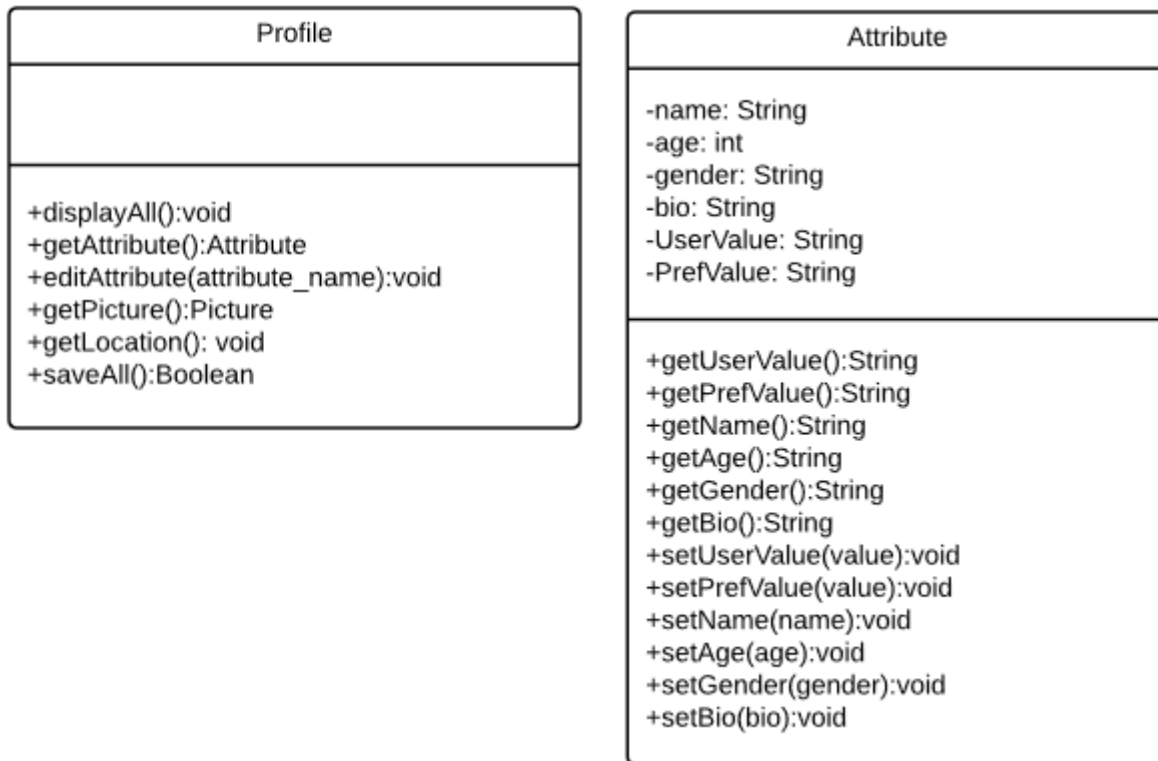 Profile
+displayAll():void
+getAttribute():Attribute
+editAttribute(attribute_name):void
+getPicture():Picture
+getLocation(): void
+saveAll():Boolean
Attribute
-name: String
-age: int
-gender: String
-bio: String
-UserValue: String
-PrefValue: String
+getUserValue():String
+getPrefValue():String
+getName():String
+getAge():String
+getGender():String
+getBio():String
+setUserValue(value):void
+setPrefValue(value):void
+setName(name):void
+setAge(age):void
+setGender(gender):void
+setBio(bio):void